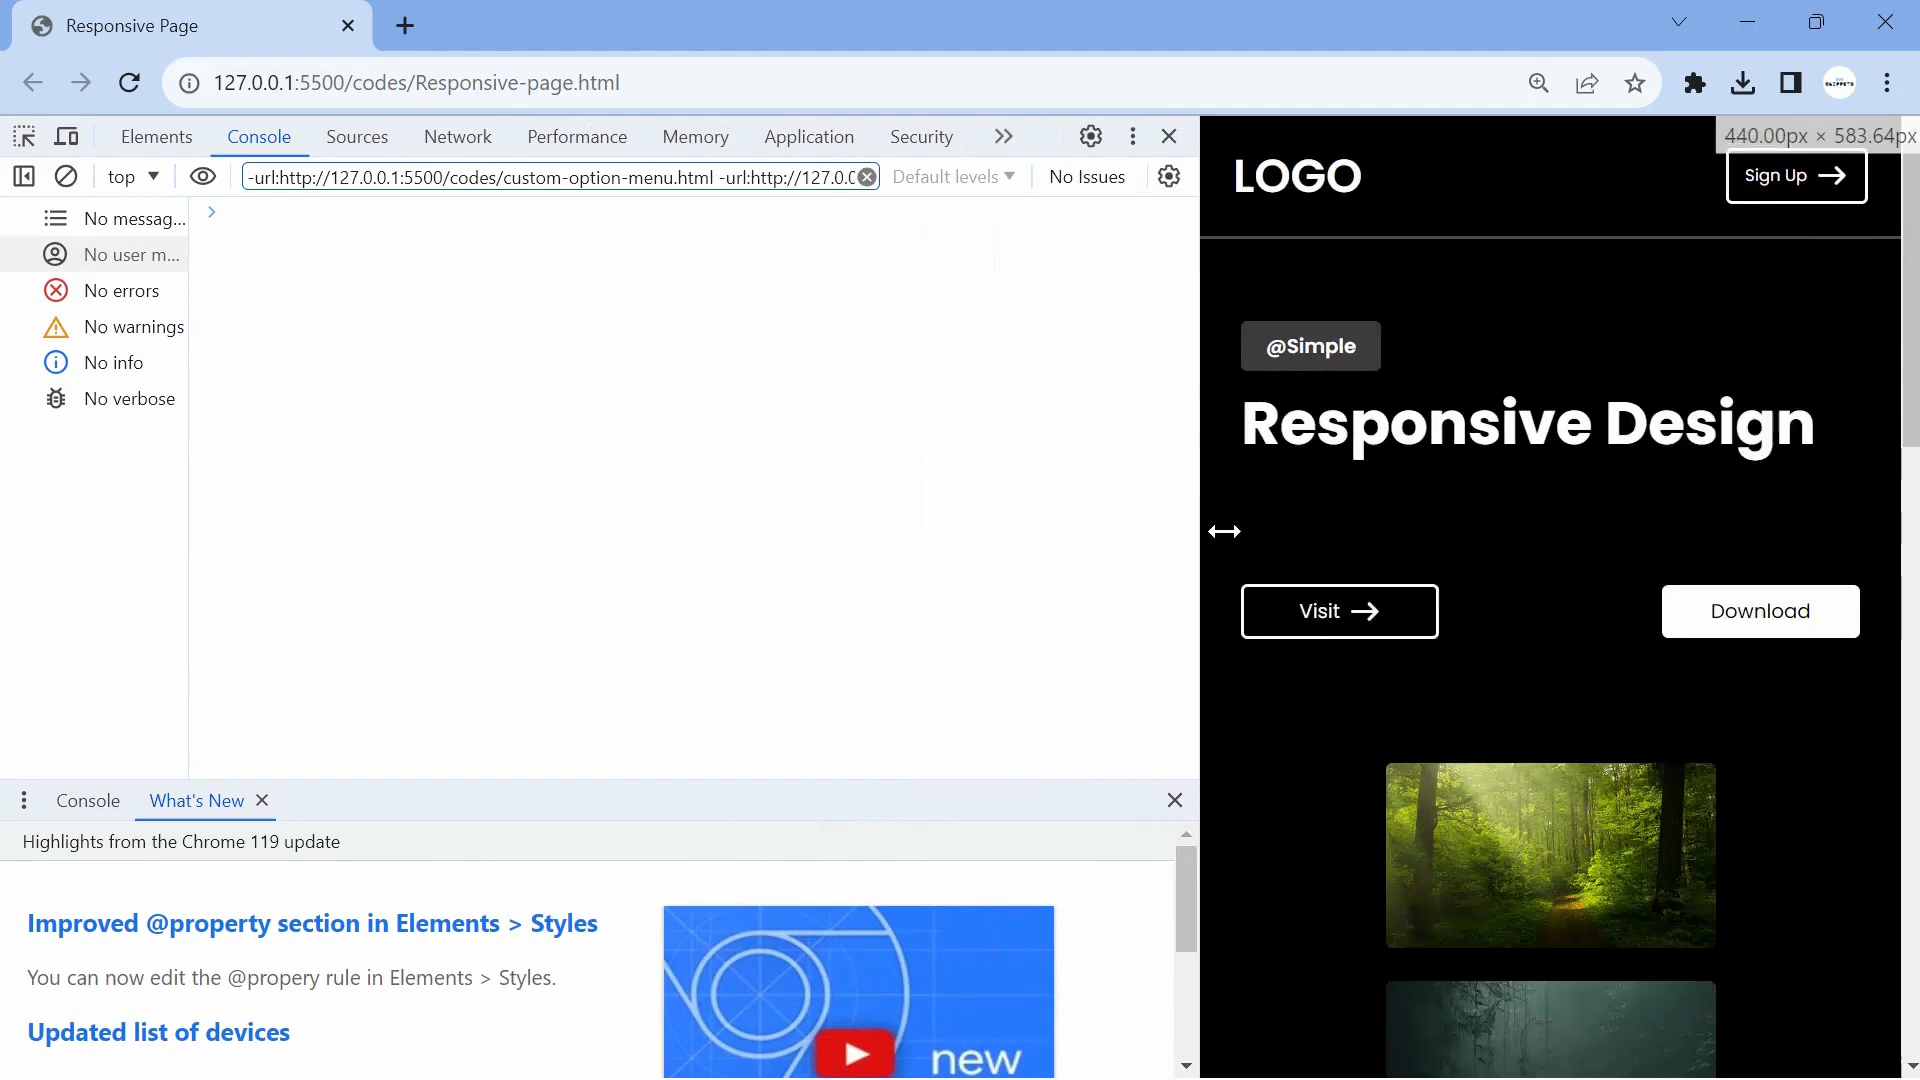 Responsive Page
127.0.0.1:5500/codes/Responsive-page.html
Elements
Console
Sources
Network
Performance
Memory
Application
Security
440.00px × 583.64px
top
-url:http://127.0.0.1:5500/codes/custom-option-menu.html -url:http://127.0.0
Default levels
No Issues
LOGO
Sign Up
No messag...
No user m...
No errors
No warnings
No info
No verbose
@Simple
Responsive Design
Visit
Download
Console
What's New
Highlights from the Chrome 119 update
Improved @property section in Elements > Styles
You can now edit the @propery rule in Elements > Styles.
Updated list of devices
new